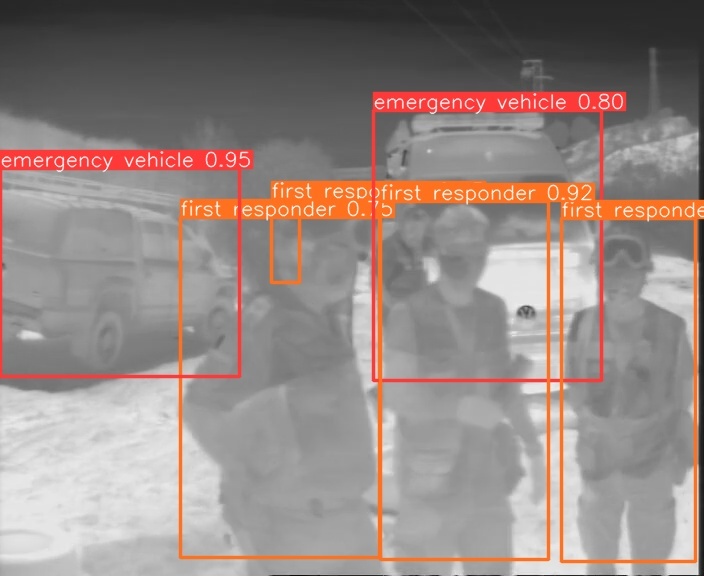 emergency vehicle 0.80
emergency vehicle 0.95
first respo
first responder 0.92
first responder 0.75
first responde